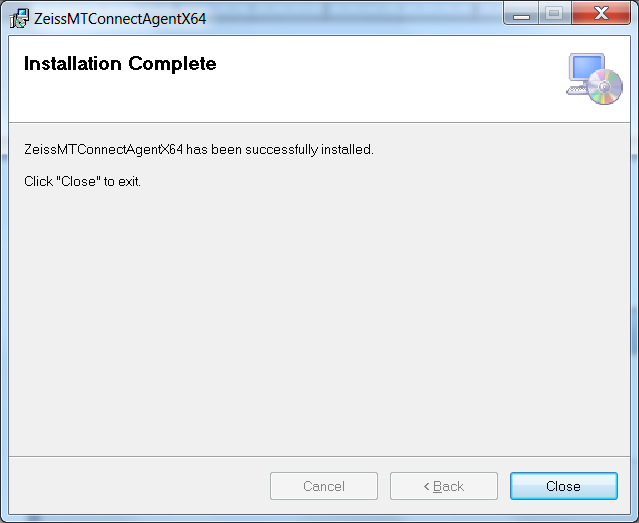 ZeissMTConnectAgentX64
Installation Complete
ZeissMTConnectAgentX64 has been successfully installed.
Click "Close" to exit.
Cancel
< Back
Close